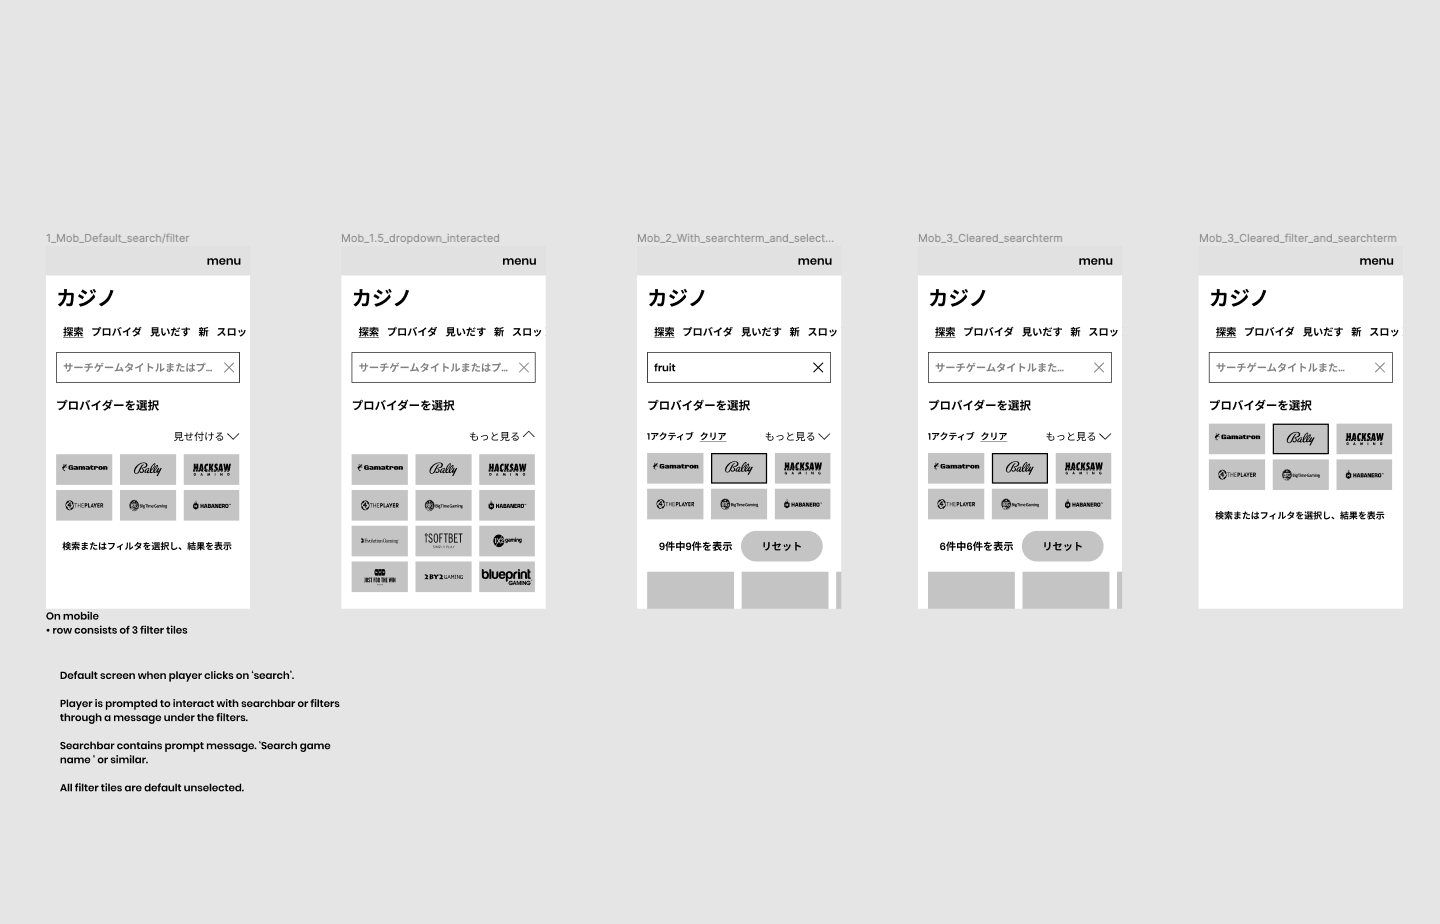 1_Mob_Default_search/filter
menu
カジノ
探索 プロバイダ 見いだす 新 スロッ
サーチゲームタイトルまたはプ...
プロバイダーを選択
見せ付ける
Gamatron Bally HACKSAW GAMING
4THEPLAYER BigTimeGaming HABANERO
検索またはフィルタを選択し、結果を表示
On mobile
• row consists of 3 filter tiles
Default screen when player clicks on 'search'.
Player is prompted to interact with searchbar or filters
through a message under the filters.
Searchbar contains prompt message. 'Search game
name ' or similar.
All filter tiles are default unselected.
Mob_1.5_dropdown_interacted
menu
カジノ
探索 プロバイダ 見いだす 新 スロッ
サーチゲームタイトルまたはプ...
プロバイダーを選択
もっと見る
Gamatron Bally HACKSAW GAMING
4THEPLAYER BigTimeGaming HABANERO
Evolution Gaming iSOFTBET 1X2 gaming
JUST FOR THE WIN 2BY2 GAMING blueprint GAMING
Mob_2_With_searchterm_and_select...
menu
カジノ
探索 プロバイダ 見いだす 新 スロッ
fruit
プロバイダーを選択
1アクティブ クリア もっと見る
Gamatron Bally HACKSAW GAMING
4THEPLAYER BigTimeGaming HABANERO
9件中9件を表示 リセット
Mob_3_Cleared_searchterm
menu
カジノ
探索 プロバイダ 見いだす 新 スロッ
サーチゲームタイトルまた...
プロバイダーを選択
1アクティブ クリア もっと見る
Gamatron Bally HACKSAW GAMING
4THEPLAYER BigTimeGaming HABANERO
6件中6件を表示 リセット
Mob_3_Cleared_filter_and_searchterm
menu
カジノ
探索 プロバイダ 見いだす 新 スロッ
サーチゲームタイトルまた...
プロバイダーを選択
Gamatron Bally HACKSAW GAMING
4THEPLAYER BigTimeGaming HABANERO
検索またはフィルタを選択し、結果を表示